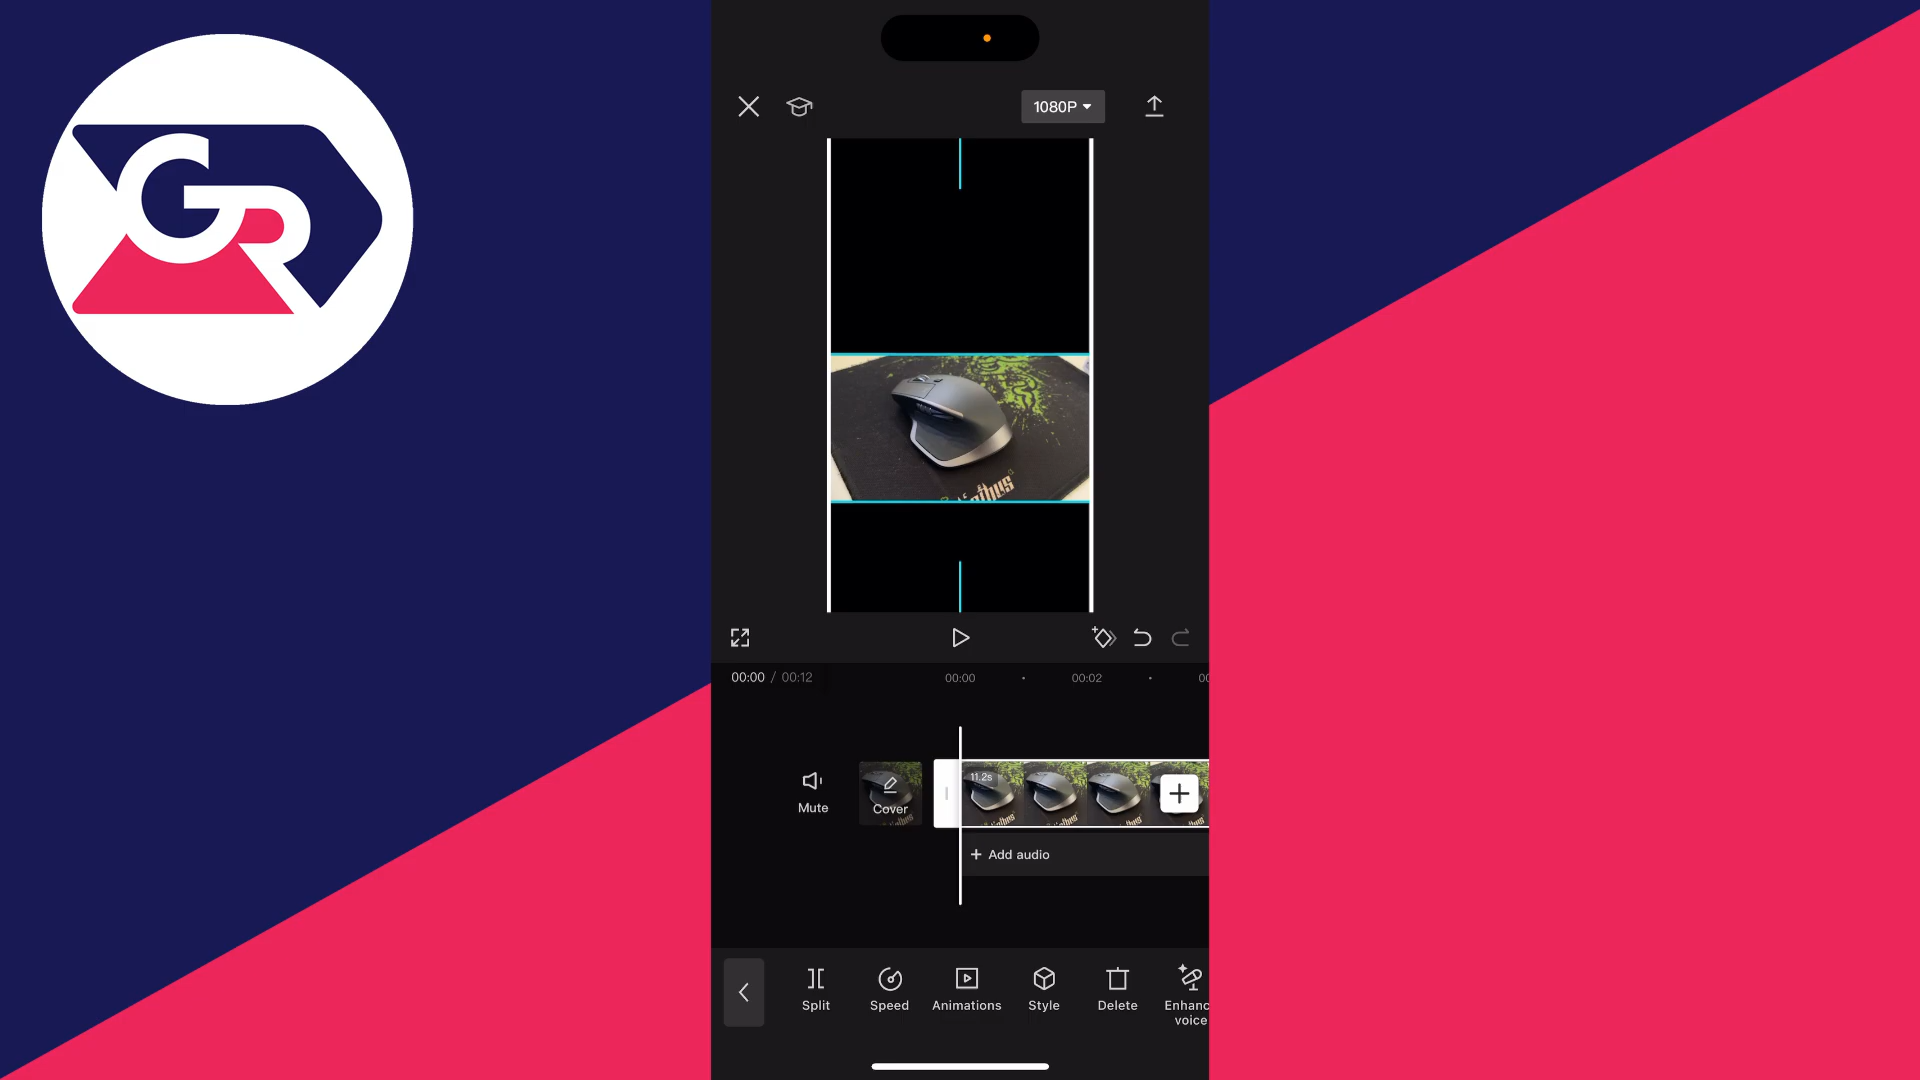 GR
1080P
00:00 / 00:12
00:00
00:02
11.2s
Mute
Cover
+ Add audio
Split
Speed
Animations
Style
Delete
Enhanc
voice